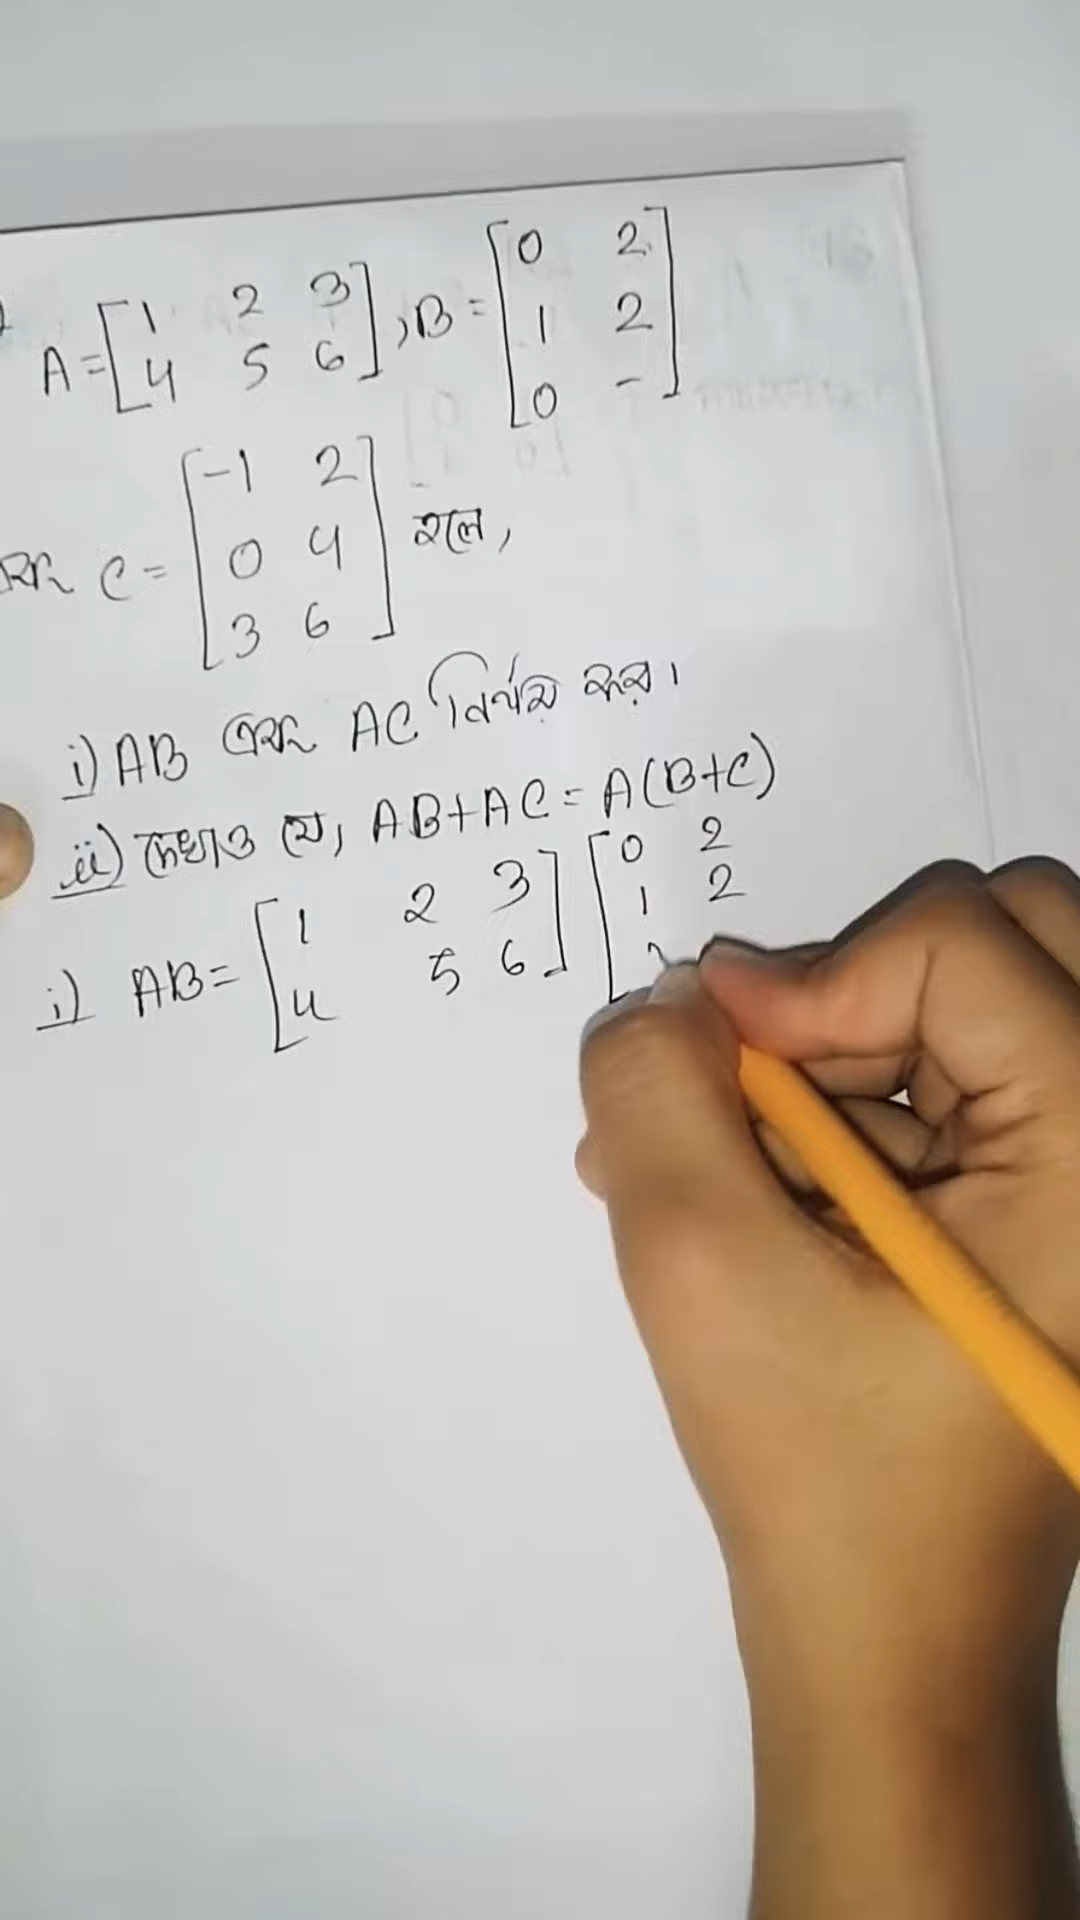 A = [1 2 3
4 5 6], B = [0 2
1 2
0 -]
এবং C = [-1 2
0 4
3 6] হলে,
i) AB এবং AC নির্ণয় কর।
ii) দেখাও যে, AB+AC = A(B+C)
i) AB = [1 2 3
4 5 6] [0 2
1 2